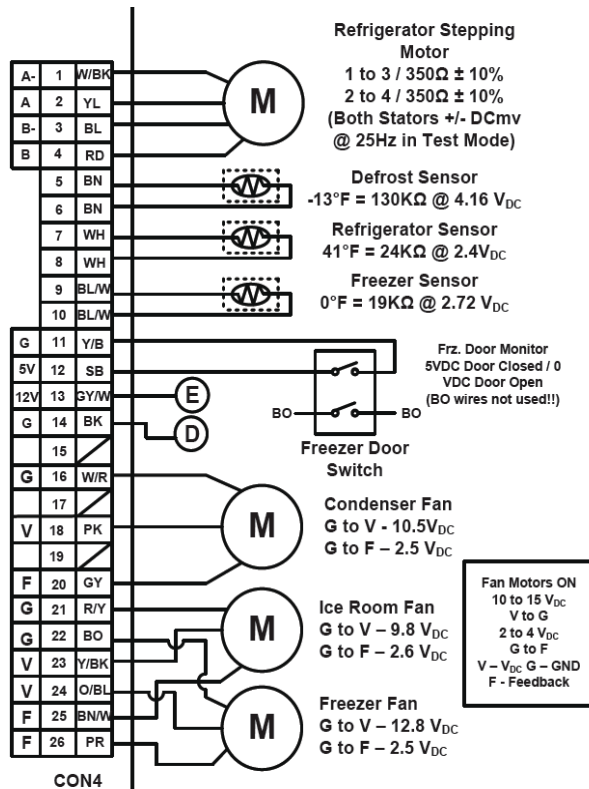 Refrigerator Stepping
Motor
1 to 3 / 350Ω ± 10%
2 to 4 / 350Ω ± 10%
(Both Stators +/- DCmv
@ 25Hz in Test Mode)
A- 1 W/BK
A 2 YL
B- 3 BL
B 4 RD
M
5 BN
6 BN
Defrost Sensor
-13°F = 130KΩ @ 4.16 VDC
7 WH
8 WH
Refrigerator Sensor
41°F = 24KΩ @ 2.4VDC
9 BL/W
10 BL/W
Freezer Sensor
0°F = 19KΩ @ 2.72 VDC
G 11 Y/B
5V 12 SB
12V 13 GY/W E
G 14 BK D
Frz. Door Monitor
5VDC Door Closed / 0
VDC Door Open
(BO wires not used!!)
BO BO
Freezer Door
Switch
15
G 16 W/R
17
V 18 PK
19
F 20 GY
M
Condenser Fan
G to V - 10.5VDC
G to F – 2.5 VDC
G 21 R/Y
G 22 BO
V 23 Y/BK
V 24 O/BL
F 25 BN/W
F 26 PR
M
Ice Room Fan
G to V – 9.8 VDC
G to F – 2.6 VDC
M
Freezer Fan
G to V – 12.8 VDC
G to F – 2.5 VDC
Fan Motors ON
10 to 15 VDC
V to G
2 to 4 VDC
G to F
V – VDC G – GND
F - Feedback
CON4